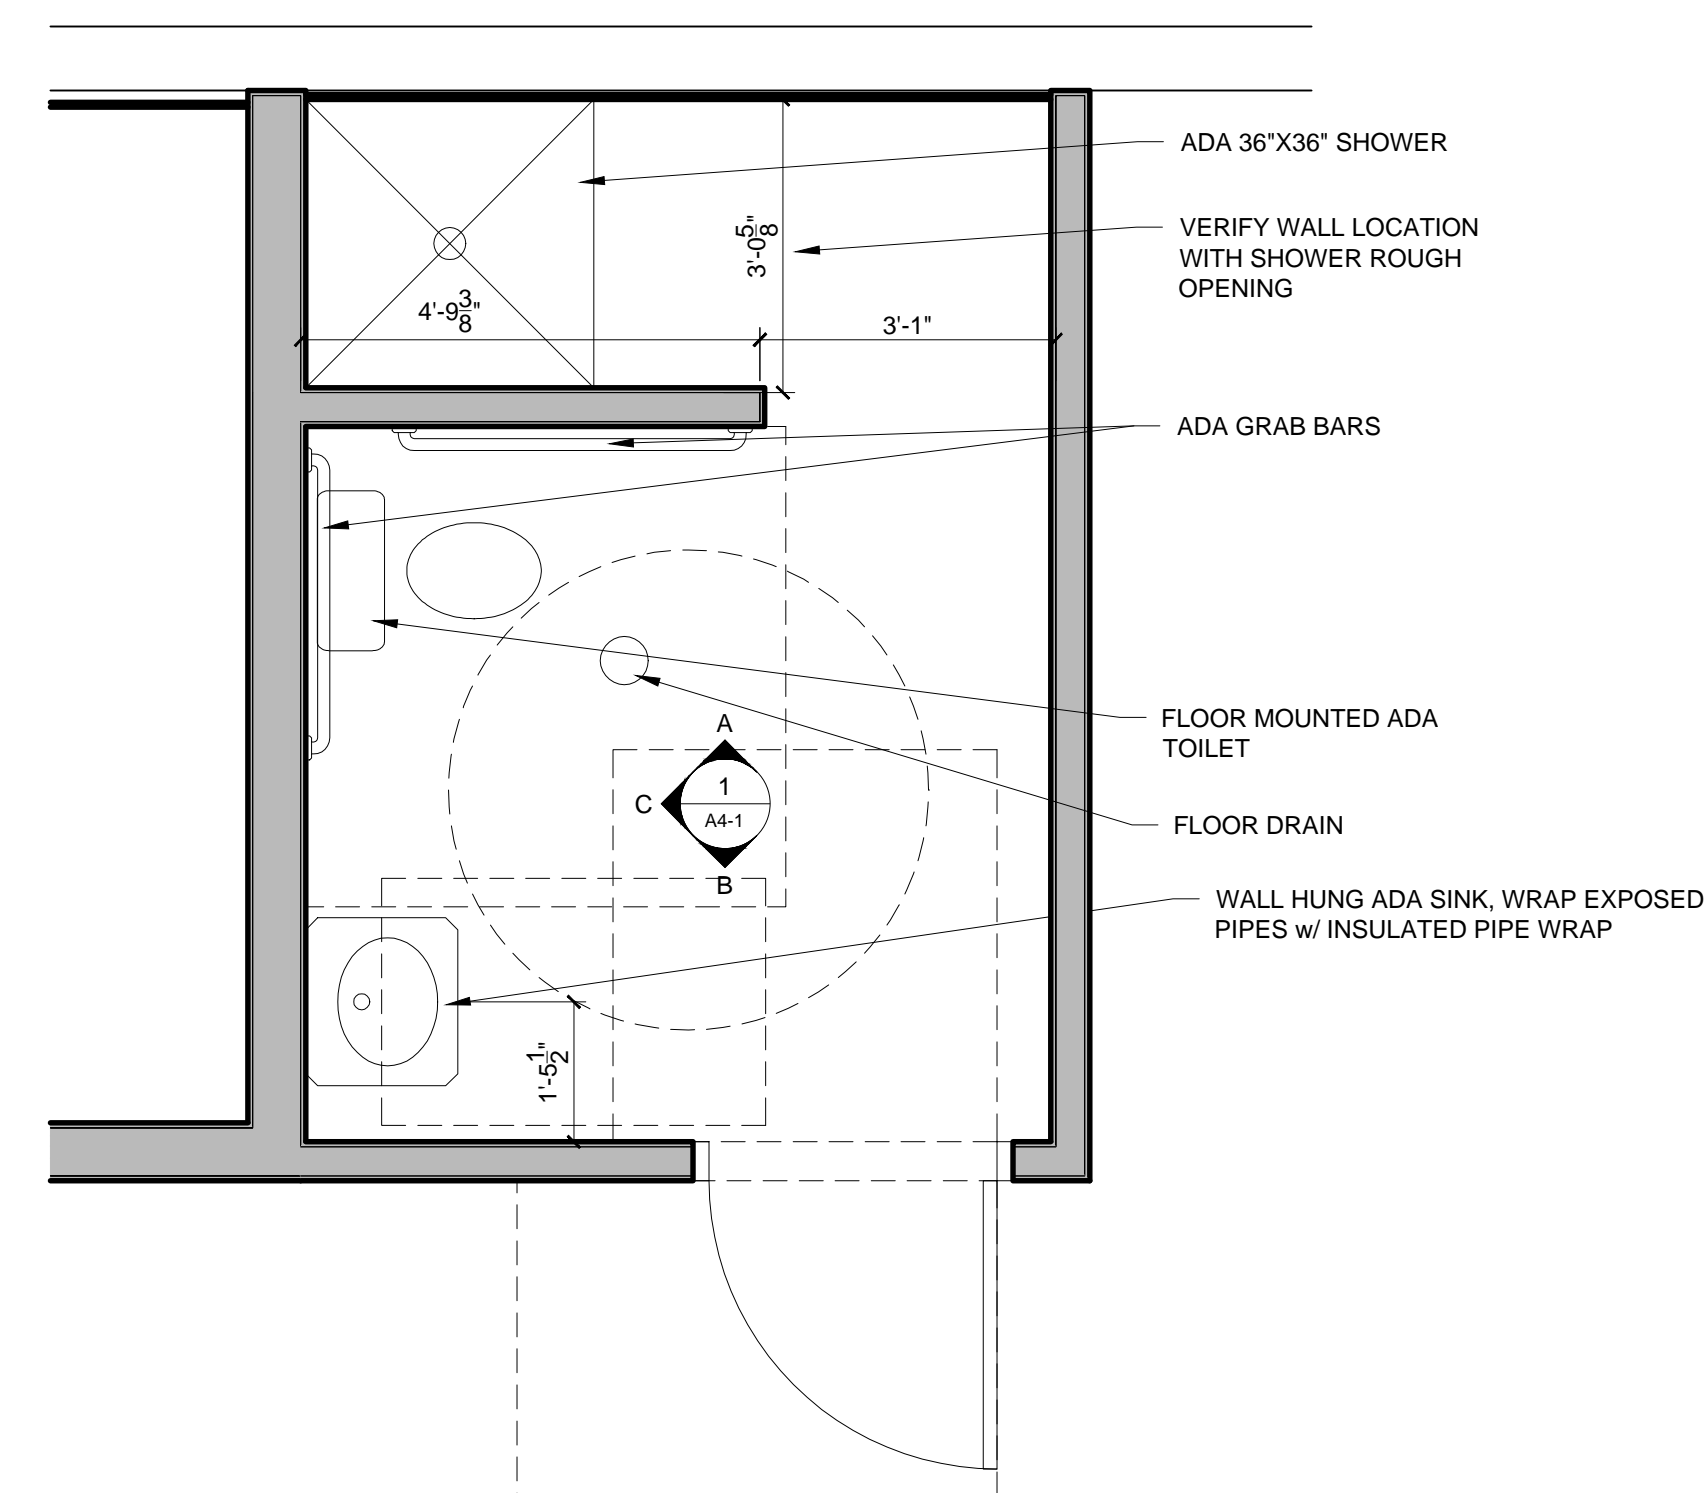 ADA 36"X36" SHOWER
VERIFY WALL LOCATION
WITH SHOWER ROUGH
OPENING
3'-0 5/8"
4'-9 3/8"
3'-1"
ADA GRAB BARS
FLOOR MOUNTED ADA
TOILET
A
C
1
A4-1
B
FLOOR DRAIN
WALL HUNG ADA SINK, WRAP EXPOSED
PIPES w/ INSULATED PIPE WRAP
1'-5 1/2"